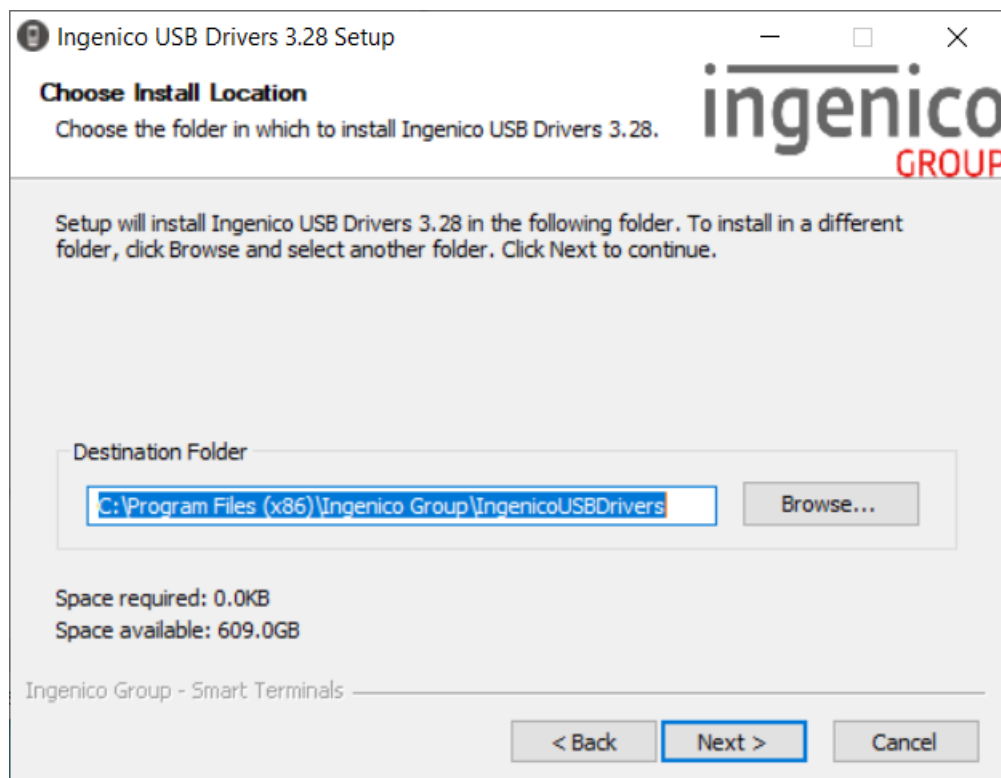 Ingenico USB Drivers 3.28 Setup
Choose Install Location
Choose the folder in which to install Ingenico USB Drivers 3.28.
ingenico
GROUP
Setup will install Ingenico USB Drivers 3.28 in the following folder. To install in a different
folder, click Browse and select another folder. Click Next to continue.
Destination Folder
C:\Program Files (x86)\Ingenico Group\IngenicoUSBDrivers
Browse...
Space required: 0.0KB
Space available: 609.0GB
Ingenico Group - Smart Terminals
< Back
Next >
Cancel